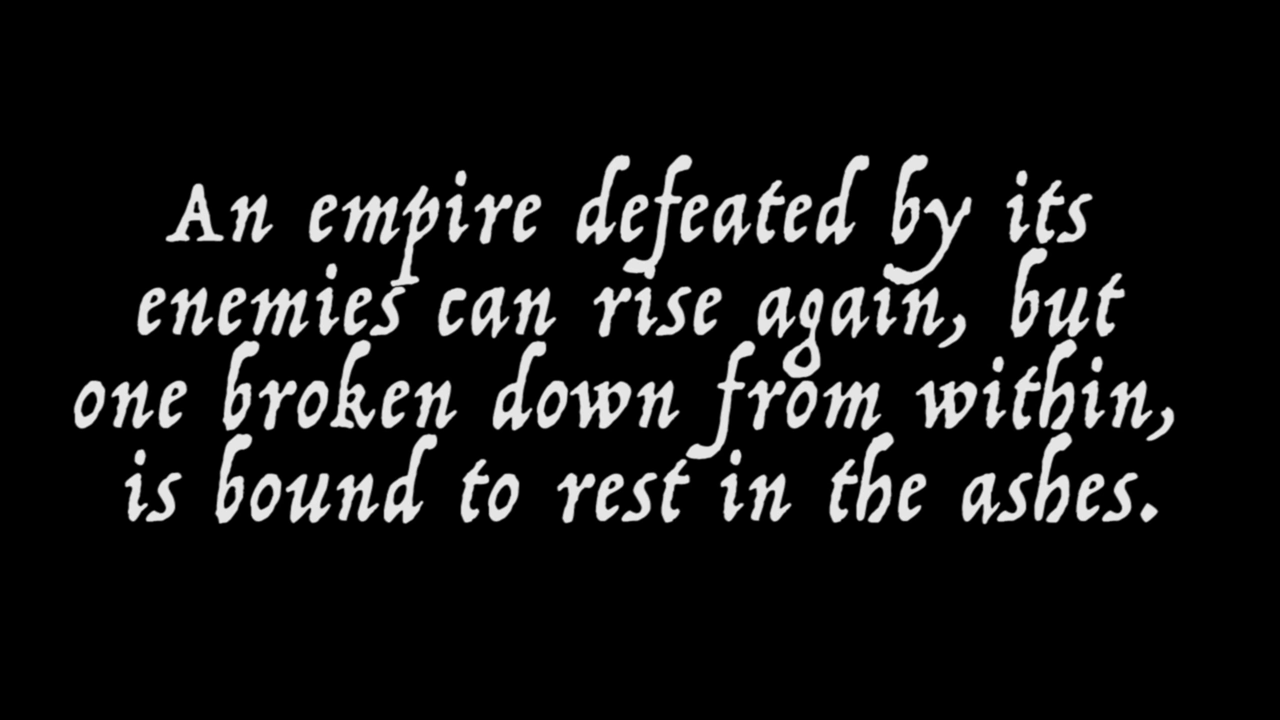 An empire defeated by its
enemies can rise again, but
one broken down from within,
is bound to rest in the ashes.